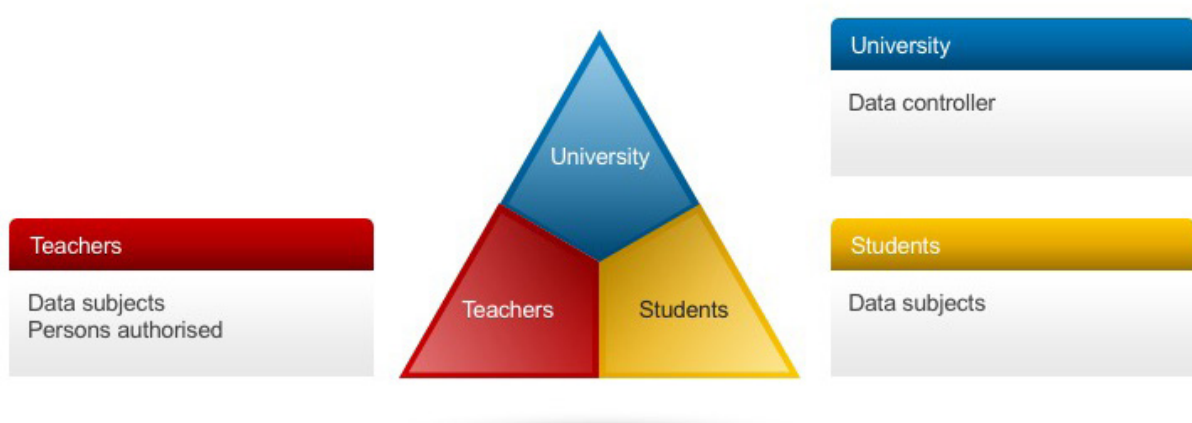 University
Data controller
University
Teachers
Data subjects
Persons authorised
Teachers
Students
Students
Data subjects